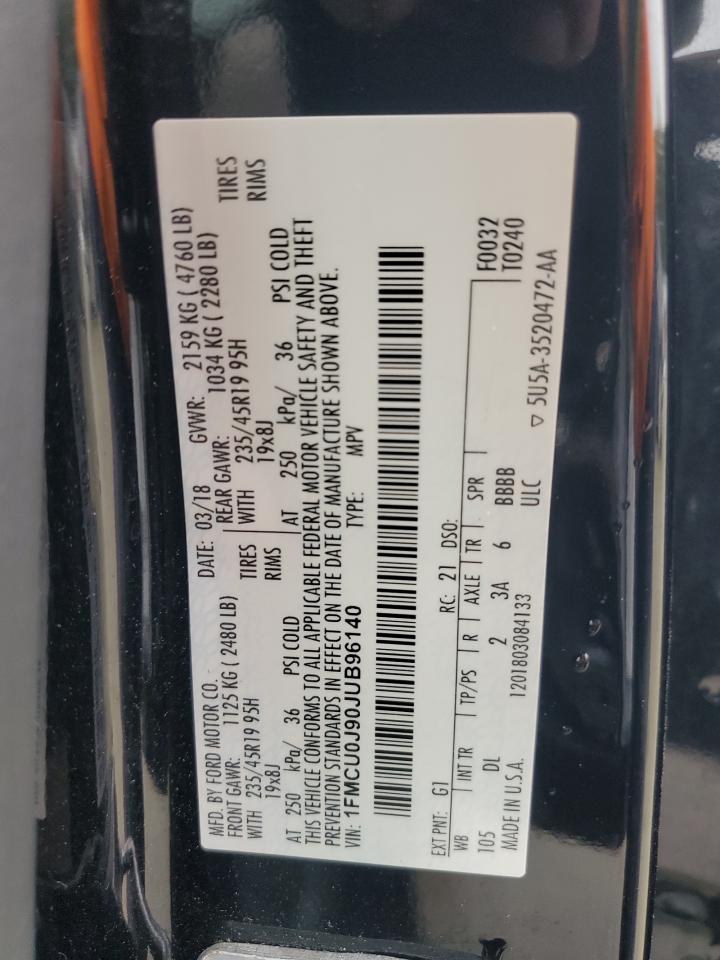 MFD. BY FORD MOTOR CO. DATE: 03/18 GVWR: 2159 KG ( 4760 LB)
FRONT GAWR: 1125 KG ( 2480 LB) REAR GAWR: 1034 KG ( 2280 LB)
WITH 235/45R19 95H TIRES WITH 235/45R19 95H TIRES
19x8J RIMS 19x8J RIMS
AT 250 kPa/ 36 PSI COLD AT 250 kPa/ 36 PSI COLD
THIS VEHICLE CONFORMS TO ALL APPLICABLE FEDERAL MOTOR VEHICLE SAFETY AND THEFT
PREVENTION STANDARDS IN EFFECT ON THE DATE OF MANUFACTURE SHOWN ABOVE.
VIN: 1FMCU0J90JUB96140 TYPE: MPV
EXT PNT: G1 RC: 21 DSO: F0032
WB INT TR TP/PS R AXLE TR SPR T0240
105 DL 2 3A 6 BBBB
MADE IN U.S.A. 1201803084133 ULC ▽ 5U5A-3520472-AA